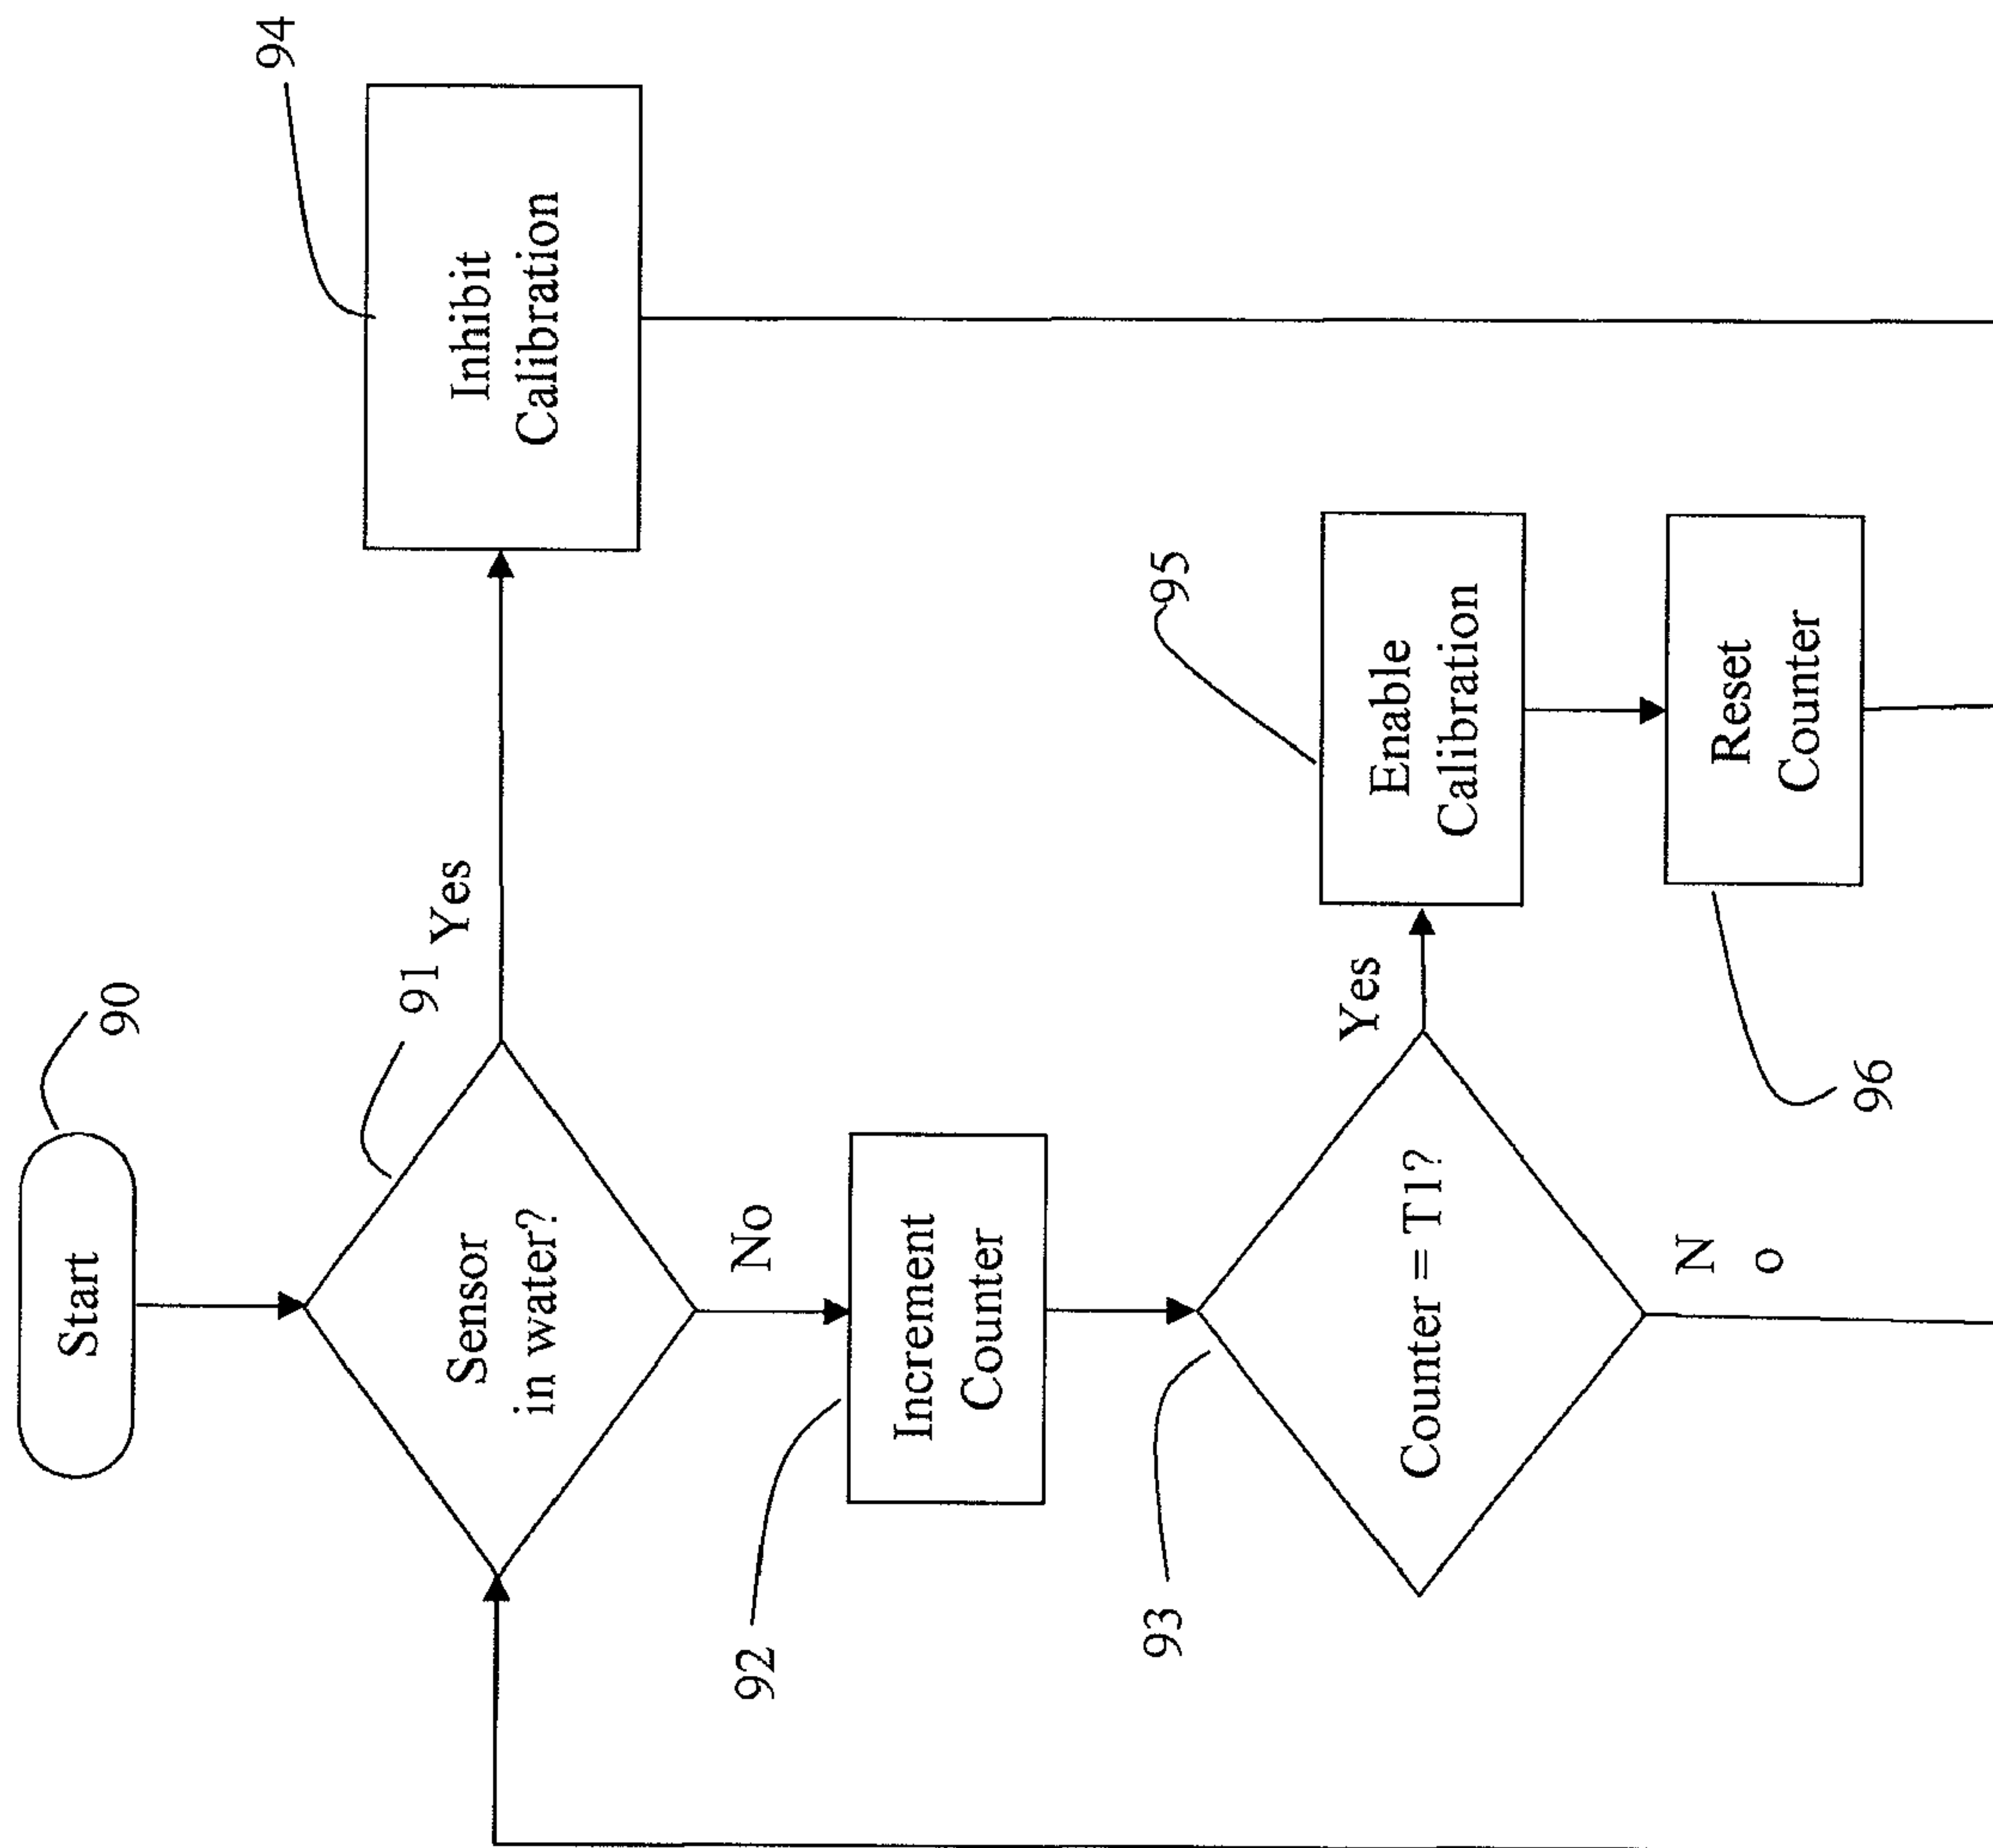 90
Start
91
Sensor
in water?
Yes
94
Inhibit
Calibration
No
92
Increment
Counter
93
Counter = T1?
Yes
95
Enable
Calibration
N
o
96
Reset
Counter